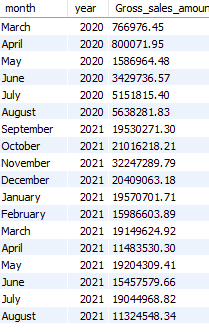 month year Gross_sales_amou
March 2020 766976.45
April 2020 800071.95
May 2020 1586964.48
June 2020 3429736.57
July 2020 5151815.40
August 2020 5638281.83
September 2021 19530271.30
October 2021 21016218.21
November 2021 32247289.79
December 2021 20409063.18
January 2021 19570701.71
February 2021 15986603.89
March 2021 19149624.92
April 2021 11483530.30
May 2021 19204309.41
June 2021 15457579.66
July 2021 19044968.82
August 2021 11324548.34